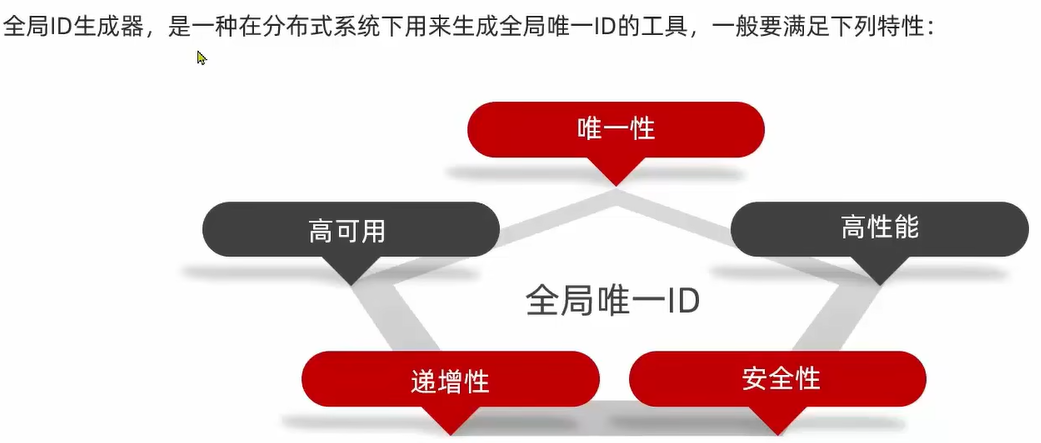 全局ID生成器，是一种在分布式系统下用来生成全局唯一ID的工具，一般要满足下列特性：
唯一性
高可用
高性能
全局唯一ID
递增性
安全性